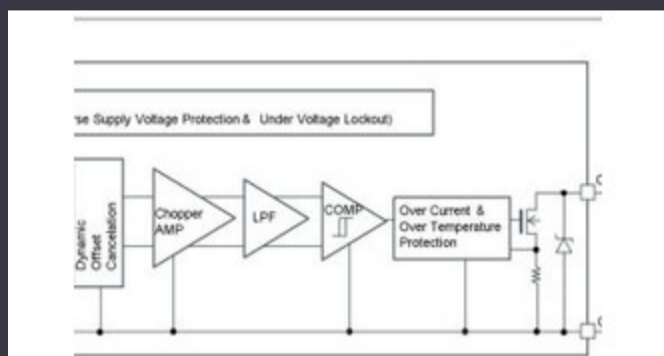 se Supply Voltage Protection & Under Voltage Lockout)
Dynamic
Offset
Cancelation
Chopper
AMP
LPF
COMP
Over Current &
Over Temperature
Protection